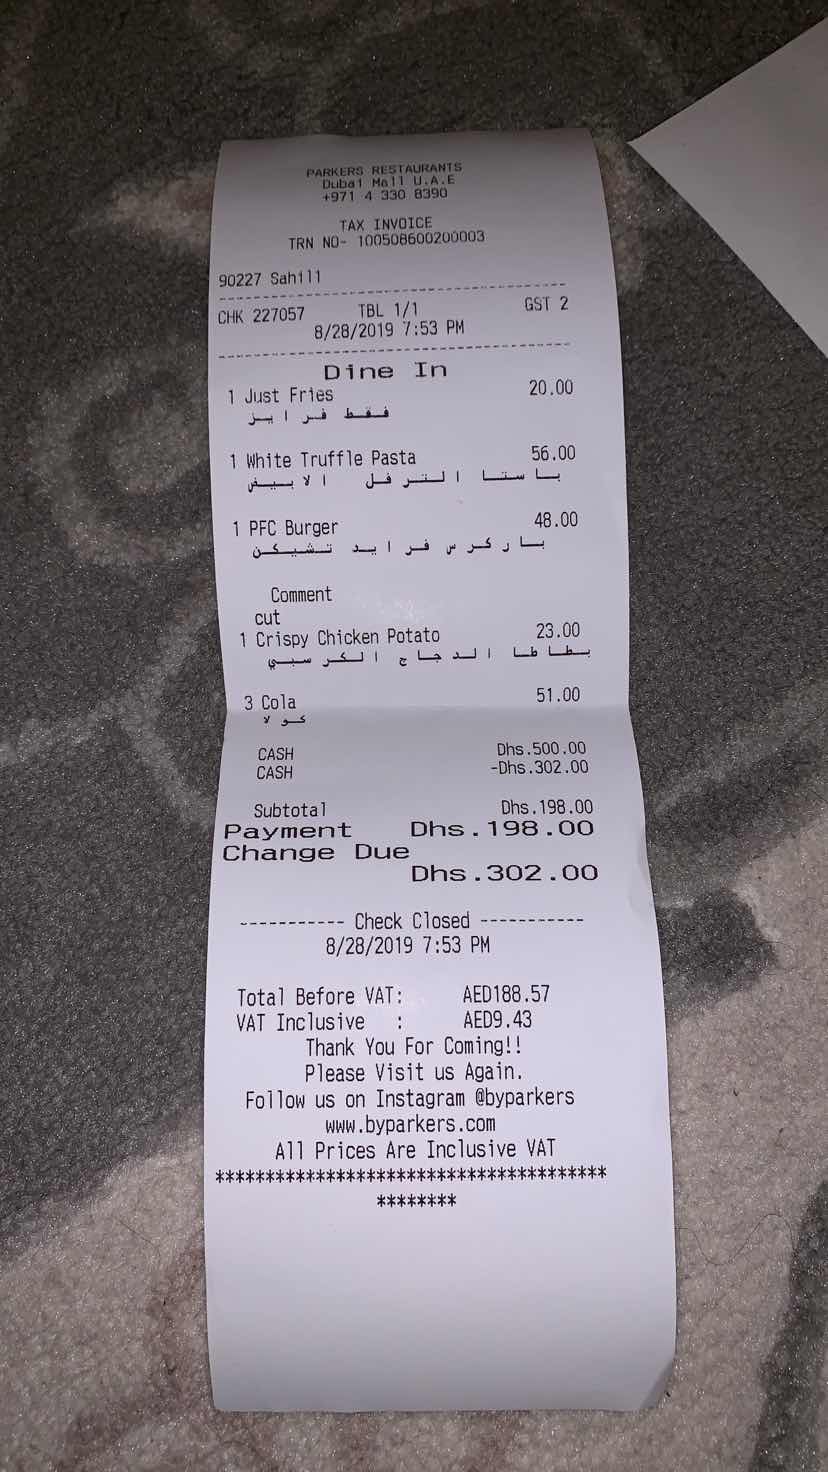 PARKERS RESTAURANTS
Dubai Mall U.A.E
+971 4 330 8390
TAX INVOICE
TRN NO- 100508600200003
90227 Sahill
--------------------------------------
CHK 227057 TBL 1/1 GST 2
8/28/2019 7:53 PM
--------------------------------------
Dine In
1 Just Fries 20.00
فقط فرايز
1 White Truffle Pasta 56.00
باستا الترفل الابيض
1 PFC Burger 48.00
باركرس فرايد تشيكن
Comment
cut
1 Crispy Chicken Potato 23.00
بطاطا الدجاج الكرسبي
3 Cola 51.00
كولا
CASH Dhs.500.00
CASH -Dhs.302.00
Subtotal Dhs.198.00
Payment Dhs.198.00
Change Due
Dhs.302.00
----------- Check Closed -----------
8/28/2019 7:53 PM
Total Before VAT: AED188.57
VAT Inclusive : AED9.43
Thank You For Coming!!
Please Visit us Again.
Follow us on Instagram @byparkers
www.byparkers.com
All Prices Are Inclusive VAT
***************************************
********